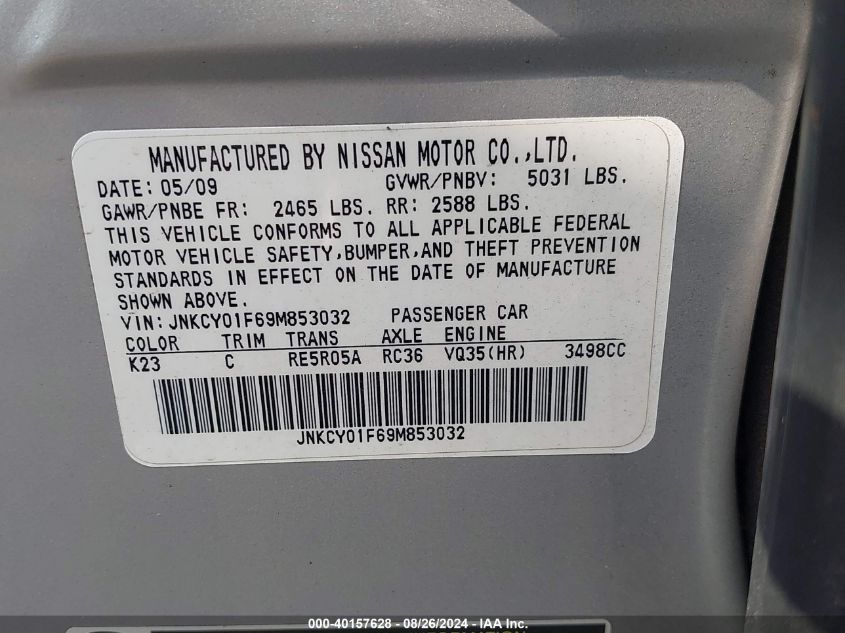 MANUFACTURED BY NISSAN MOTOR CO.,LTD.
DATE: 05/09 GVWR/PNBV: 5031 LBS.
GAWR/PNBE FR: 2465 LBS. RR: 2588 LBS.
THIS VEHICLE CONFORMS TO ALL APPLICABLE FEDERAL
MOTOR VEHICLE SAFETY,BUMPER,AND THEFT PREVENTION
STANDARDS IN EFFECT ON THE DATE OF MANUFACTURE
SHOWN ABOVE.
VIN:JNKCY01F69M853032 PASSENGER CAR
COLOR TRIM TRANS AXLE ENGINE
K23 C RE5R05A RC36 VQ35(HR) 3498CC
JNKCY01F69M853032
000-40157628 - 08/26/2024 - IAA Inc.